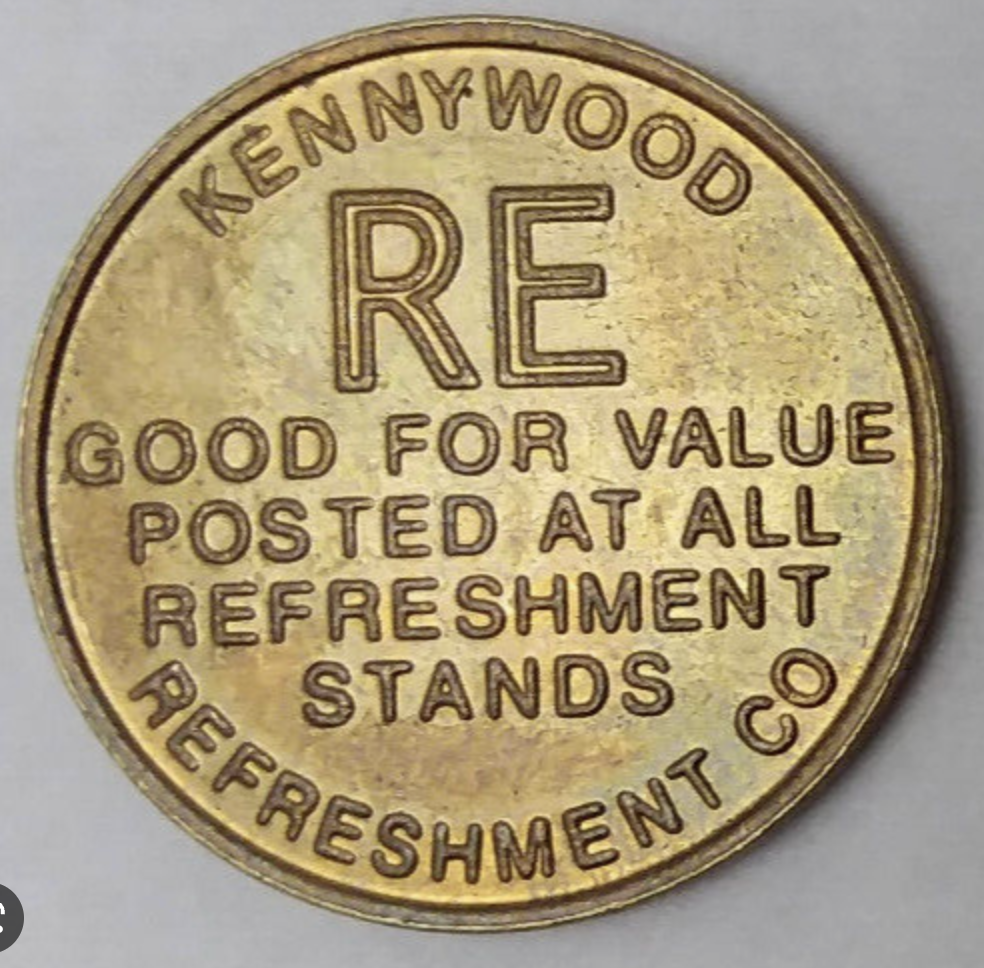 KENNYWOOD
RE
GOOD FOR VALUE
POSTED AT ALL
REFRESHMENT
STANDS
REFRESHMENT CO